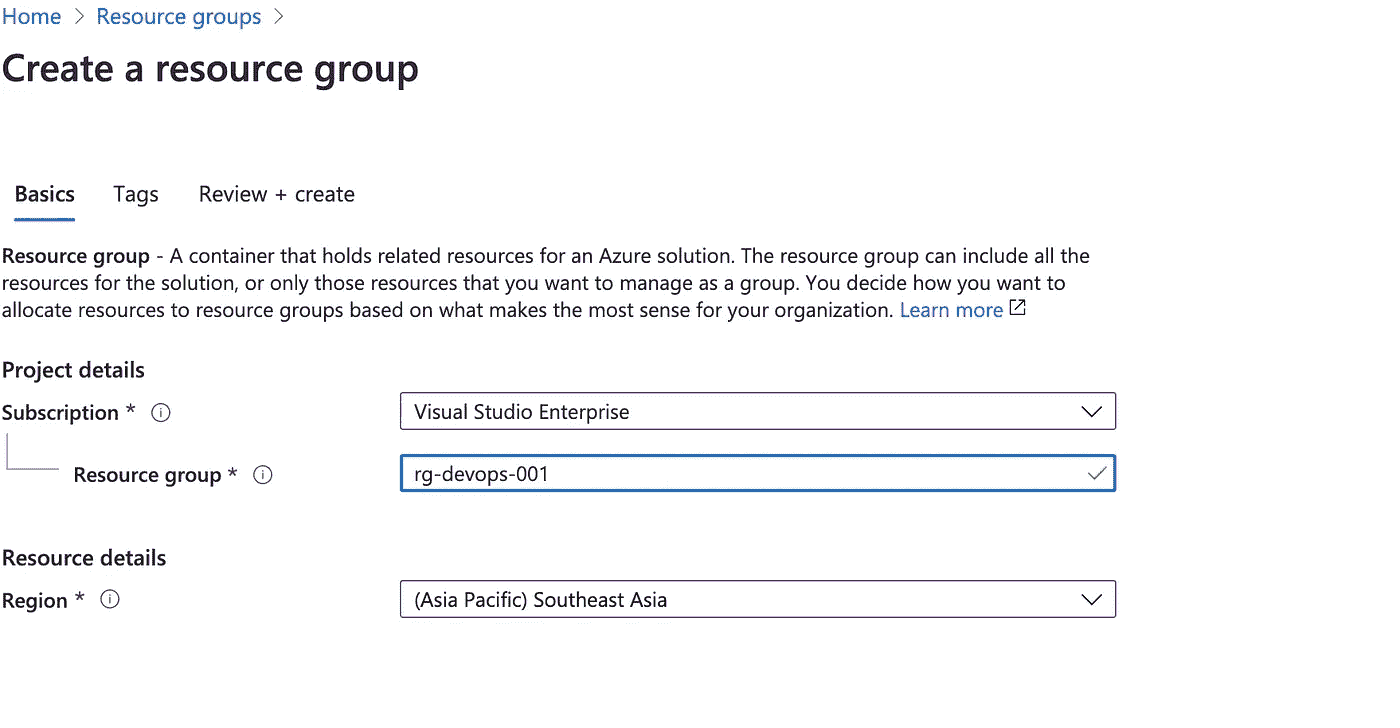 Home > Resource groups >
Create a resource group
Basics Tags Review + create
Resource group - A container that holds related resources for an Azure solution. The resource group can include all the
resources for the solution, or only those resources that you want to manage as a group. You decide how you want to
allocate resources to resource groups based on what makes the most sense for your organization. Learn more
Project details
Subscription * Visual Studio Enterprise
Resource group * rg-devops-001
Resource details
Region * (Asia Pacific) Southeast Asia